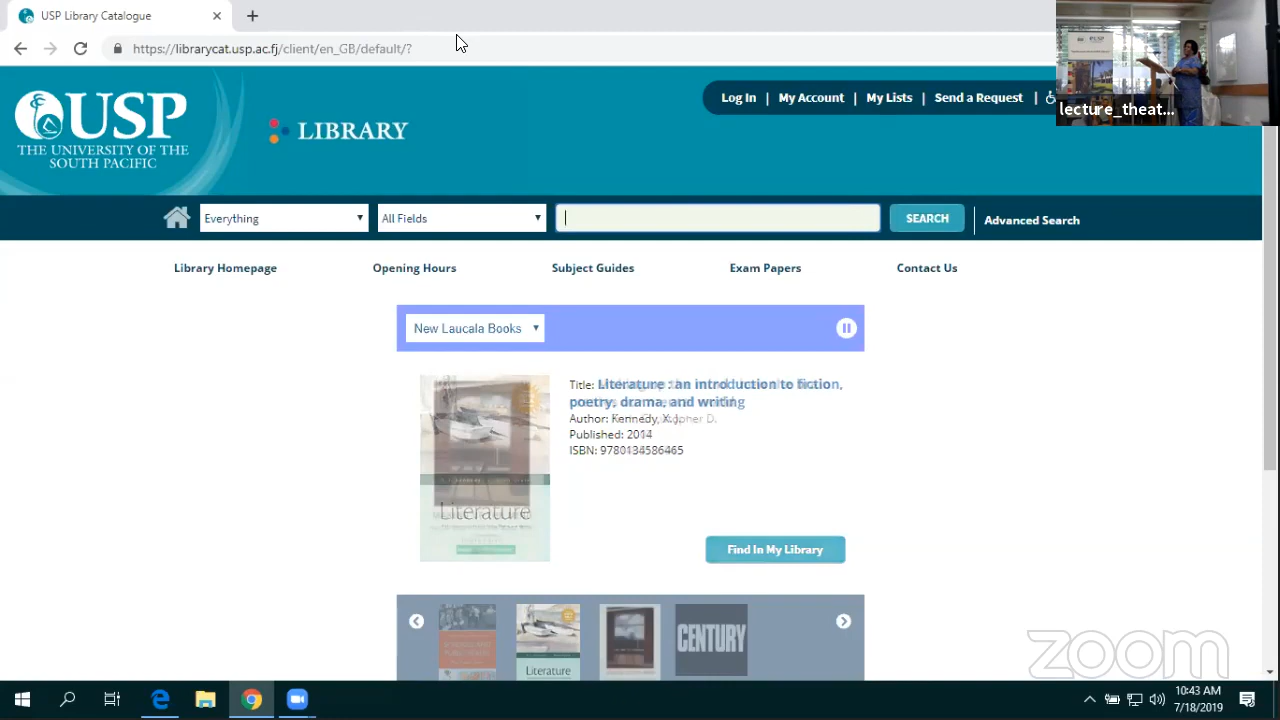 USP Library Catalogue
https://librarycat.usp.ac.fj/client/en_GB/default/?
USP
THE UNIVERSITY OF THE
SOUTH PACIFIC
LIBRARY
Log In | My Account | My Lists | Send a Request |
lecture_theat...
Everything
All Fields
SEARCH
Advanced Search
Library Homepage
Opening Hours
Subject Guides
Exam Papers
Contact Us
New Laucala Books
Title: Literature : an introduction to fiction,
poetry, drama, and writing
Author: Kennedy, X. J.
Published: 2014
ISBN: 9780134586465
Literature
Find In My Library
Literature
CENTURY
zoom
10:43 AM
7/18/2019